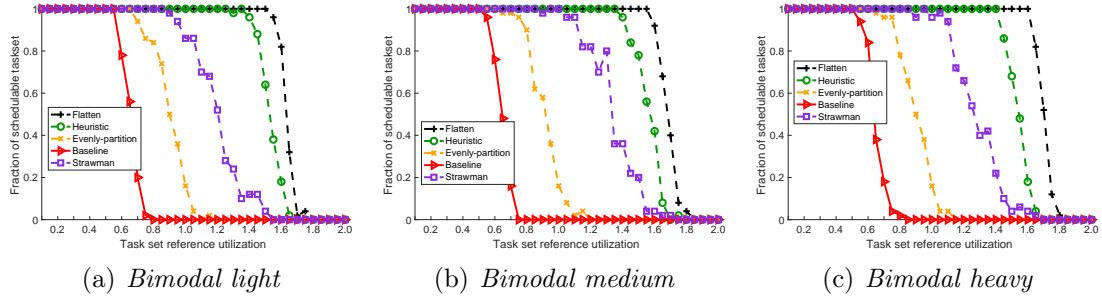 Fraction of schedulable taskset
1
0.8
0.6
0.4
0.2
0
Flatten
Heuristic
Evenly-partition
Baseline
Strawman
0.2 0.4 0.6 0.8 1.0 1.2 1.4 1.6 1.8 2.0
Task set reference utilization
(a) Bimodal light
Fraction of schedulable taskset
1
0.8
0.6
0.4
0.2
0
Flatten
Heuristic
Evenly-partition
Baseline
Strawman
0.2 0.4 0.6 0.8 1.0 1.2 1.4 1.6 1.8 2.0
Task set reference utilization
(b) Bimodal medium
Fraction of schedulable taskset
1
0.8
0.6
0.4
0.2
0
Flatten
Heuristic
Evenly-partition
Baseline
Strawman
0.2 0.4 0.6 0.8 1.0 1.2 1.4 1.6 1.8 2.0
Task set reference utilization
(c) Bimodal heavy